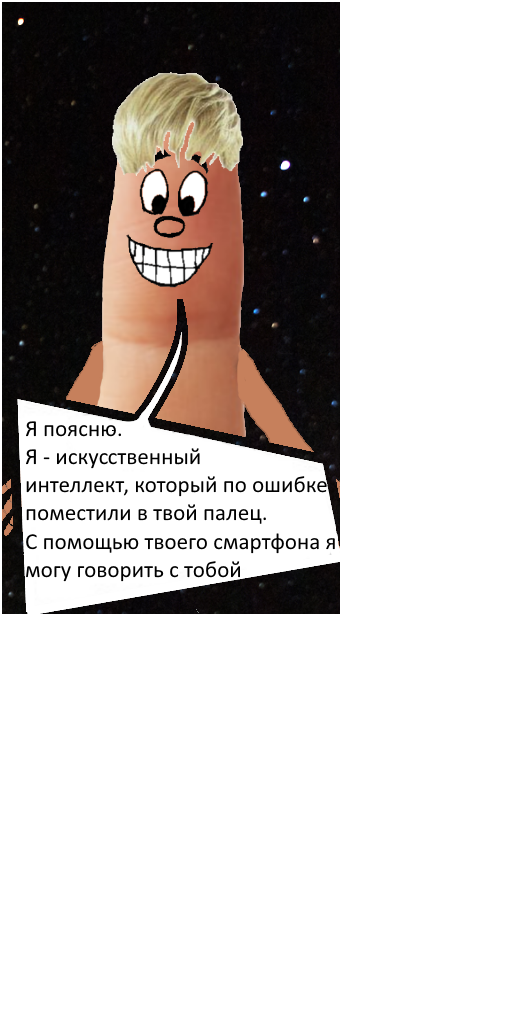 Я поясню.
Я - искусственный
интеллект, который по ошибке
поместили в твой палец.
С помощью твоего смартфона я
могу говорить с тобой